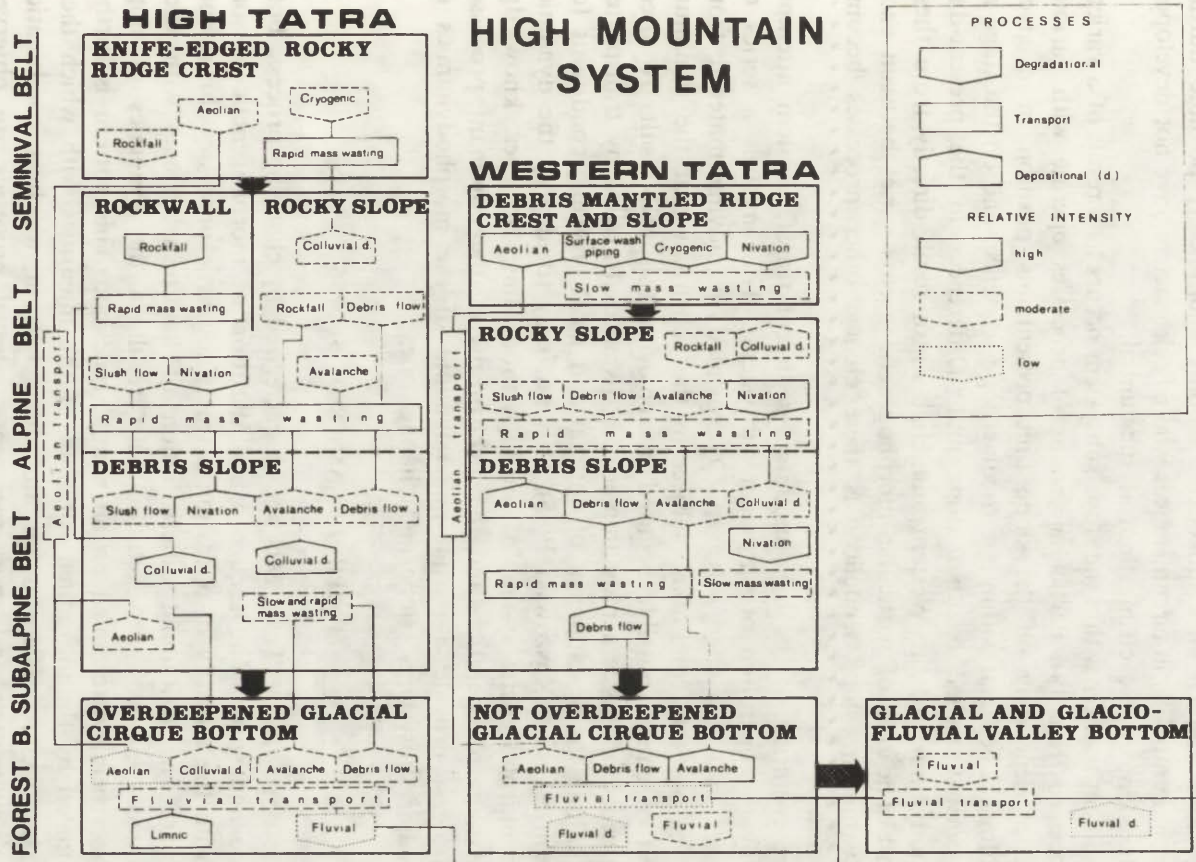 HIGH TATRA
HIGH MOUNTAIN
SYSTEM
FOREST B. SUBALPINE BELT ALPINE BELT SEMINIVAL BELT
KNIFE-EDGED ROCKY
RIDGE CREST
Rockfall
Aeolian
Cryogenic
Rapid mass wasting
ROCKWALL
Rockfall
Rapid mass wasting
ROCKY SLOPE
Colluvial d.
Rockfall
Debris flow
Slush flow
Nivation
Avalanche
Rapid mass wasting
Aeolian transport
DEBRIS SLOPE
Slush flow
Nivation
Avalanche
Debris flow
Colluvial d.
Colluvial d.
Slow and rapid
mass wasting
Aeolian
OVERDEEPENED GLACIAL
CIRQUE BOTTOM
Aeolian
Colluvial d.
Avalanche
Debris flow
Fluvial transport
Limnic
Fluvial
WESTERN TATRA
DEBRIS MANTLED RIDGE
CREST AND SLOPE
Aeolian
Surface wash
piping
Cryogenic
Nivation
Slow mass wasting
Aeolian transport
ROCKY SLOPE
Rockfall
Colluvial d.
Slush flow
Debris flow
Avalanche
Nivation
Rapid mass wasting
DEBRIS SLOPE
Aeolian
Debris flow
Avalanche
Colluvial d.
Nivation
Rapid mass wasting
Slow mass wasting
Debris flow
NOT OVERDEEPENED
GLACIAL CIRQUE BOTTOM
Aeolian
Debris flow
Avalanche
Fluvial transport
Fluvial d.
Fluvial
GLACIAL AND GLACIO-
FLUVIAL VALLEY BOTTOM
Fluvial
Fluvial transport
Fluvial d.
PROCESSES
Degradational
Transport
Depositional (d)
RELATIVE INTENSITY
high
moderate
low